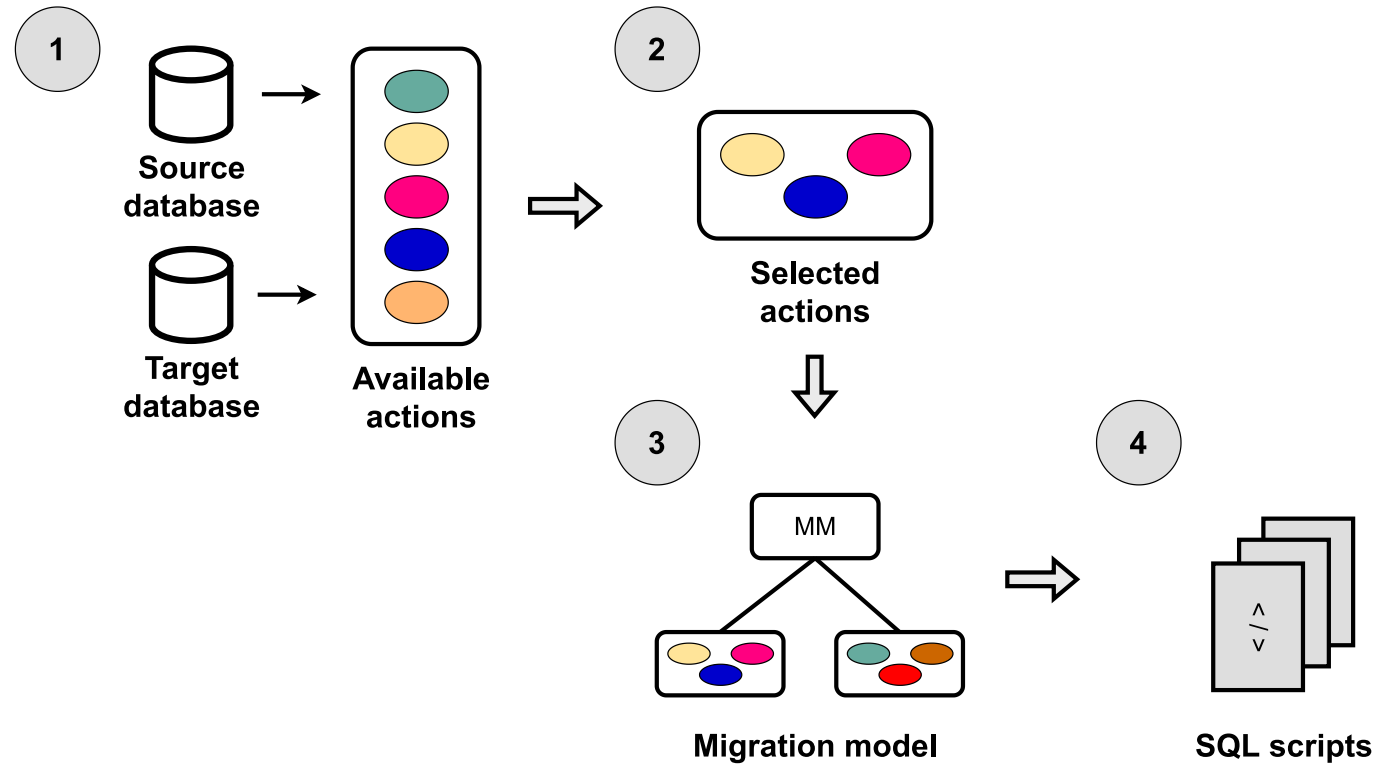 1
Source
database
Target
database
Available
actions
2
Selected
actions
3
MM
Migration model
4
</>
SQL scripts